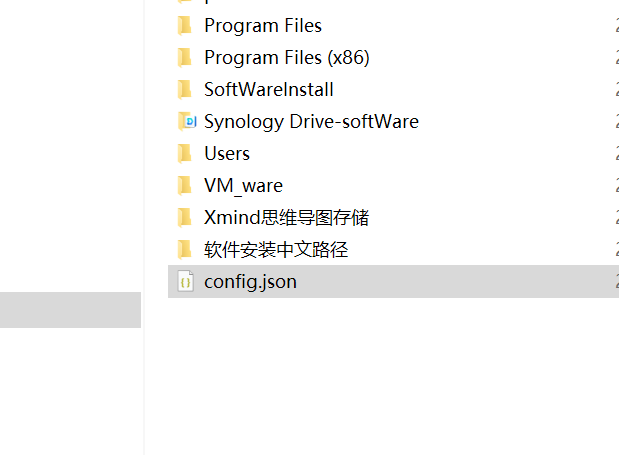 Program Files
Program Files (x86)
SoftWareInstall
Synology Drive-softWare
Users
VM_ware
Xmind思维导图存储
软件安装中文路径
config.json